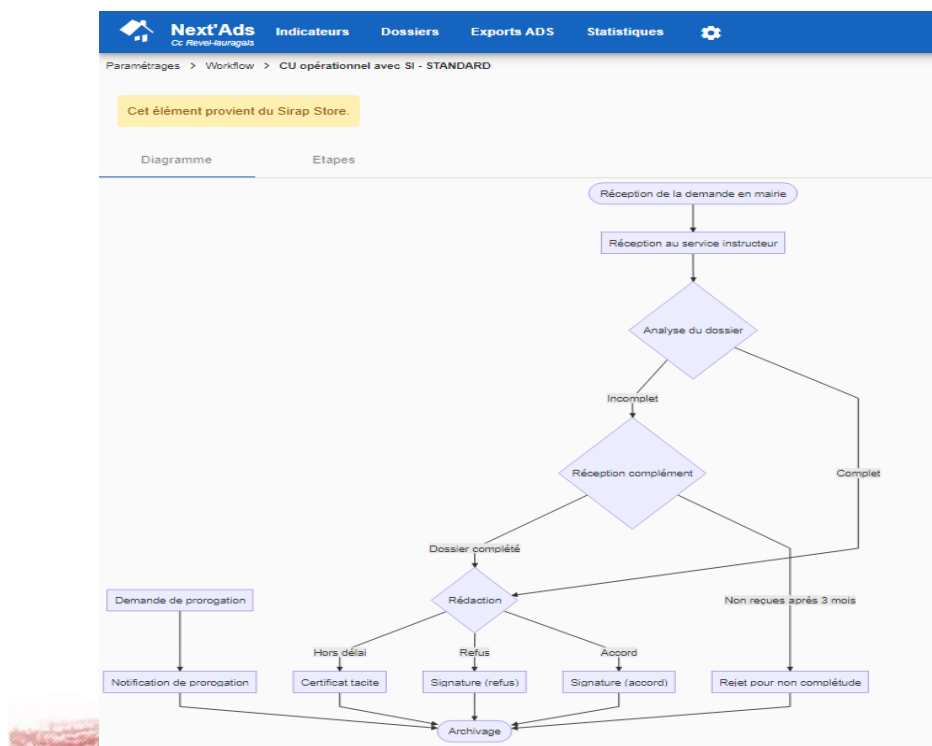 Next'Ads
Cc Revel-lauragais
Indicateurs
Dossiers
Exports ADS
Statistiques
Paramétrages > Workflow > CU opérationnel avec SI - STANDARD
Cet élément provient du Sirap Store.
Diagramme
Etapes
Réception de la demande en mairie
Réception au service instructeur
Analyse du dossier
Incomplet
Réception complément
Complet
Dossier complété
Demande de prorogation
Rédaction
Non reçues après 3 mois
Hors délai
Refus
Accord
Notification de prorogation
Certificat tacite
Signature (refus)
Signature (accord)
Rejet pour non complétude
Archivage